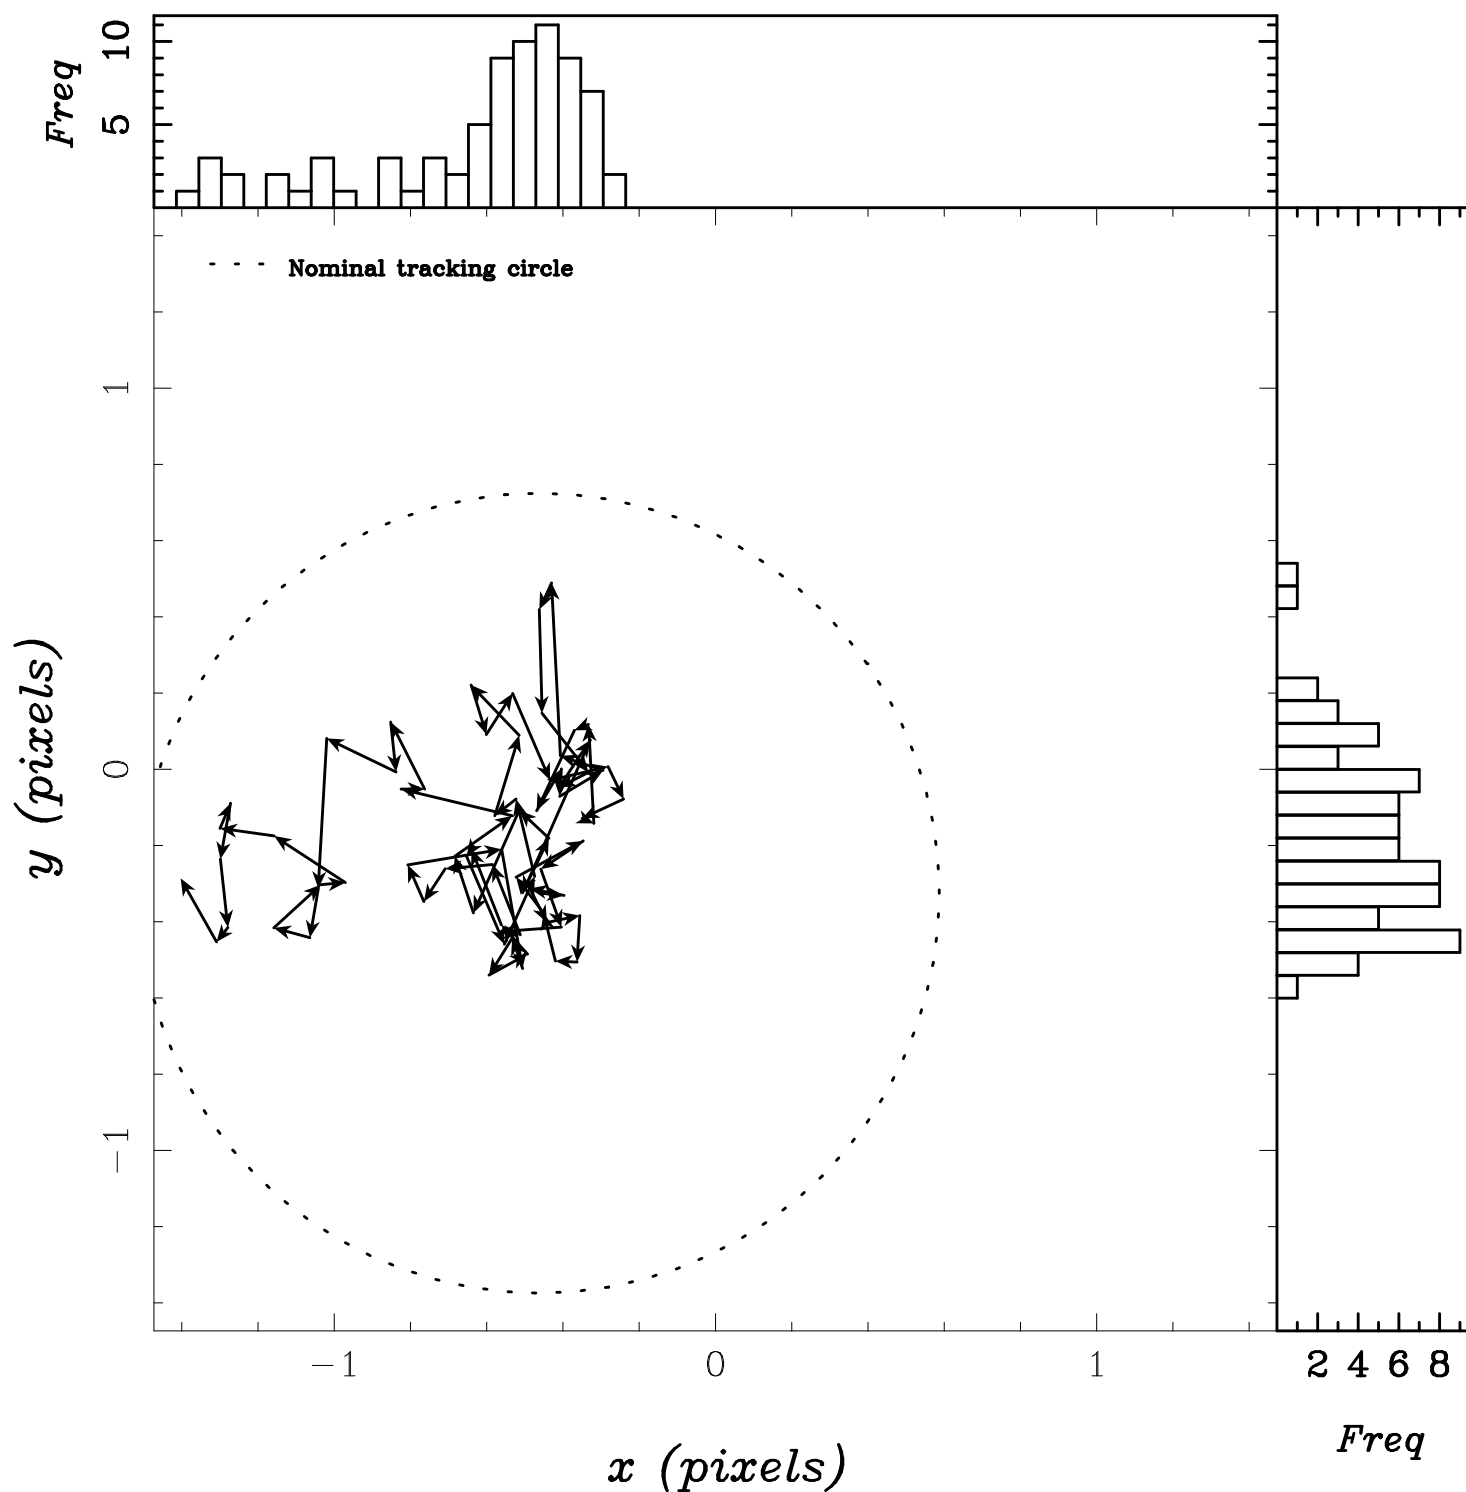 Freq
10
5
Nominal tracking circle
1
0
-1
y (pixels)
-1 0 1
2 4 6 8
x (pixels)
Freq